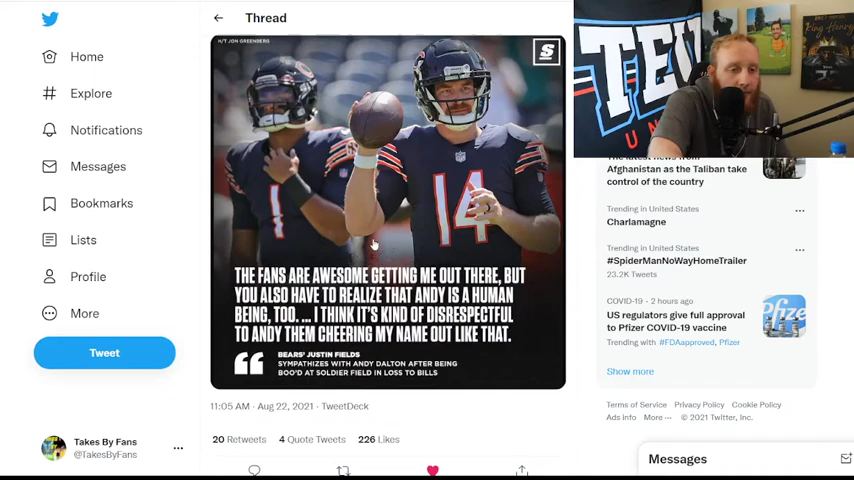 Thread
H/T JON GREENBERG
S
1
14
THE FANS ARE AWESOME GETTING ME OUT THERE, BUT
YOU ALSO HAVE TO REALIZE THAT ANDY IS A HUMAN
BEING, TOO. ... I THINK IT'S KIND OF DISRESPECTFUL
TO ANDY THEM CHEERING MY NAME OUT LIKE THAT.
BEARS' JUSTIN FIELDS
SYMPATHIZES WITH ANDY DALTON AFTER BEING
BOO'D AT SOLDIER FIELD IN LOSS TO BILLS
11:05 AM · Aug 22, 2021 · TweetDeck
20 Retweets 4 Quote Tweets 226 Likes
Home
Explore
Notifications
Messages
Bookmarks
Lists
Profile
More
Tweet
Takes By Fans
@TakesByFans
TEN
U
King Henry
The latest news from
Afghanistan as the Taliban take
control of the country
Trending in United States
Charlamagne
Trending in United States
#SpiderManNoWayHomeTrailer
23.2K Tweets
COVID-19 · 2 hours ago
US regulators give full approval
to Pfizer COVID-19 vaccine
Trending with #FDAapproved, Pfizer
Pfizer
Show more
Terms of Service Privacy Policy Cookie Policy
Ads Info More ··· © 2021 Twitter, Inc.
Messages